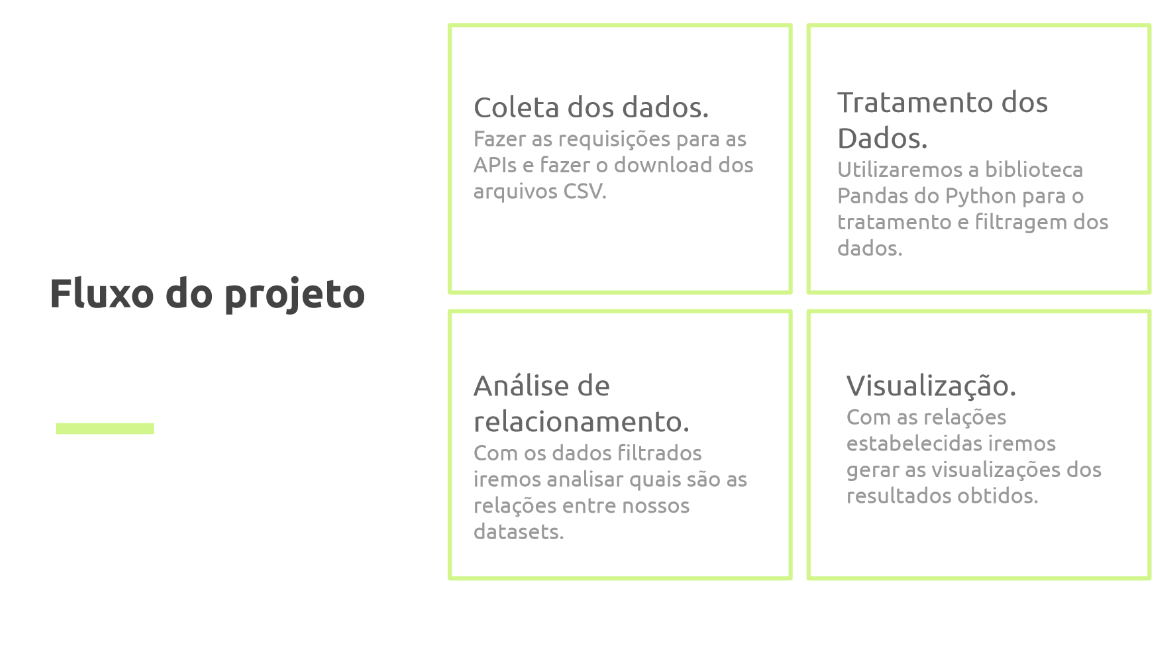 Fluxo do projeto
Coleta dos dados.
Fazer as requisições para as
APIs e fazer o download dos
arquivos CSV.
Tratamento dos
Dados.
Utilizaremos a biblioteca
Pandas do Python para o
tratamento e filtragem dos
dados.
Análise de
relacionamento.
Com os dados filtrados
iremos analisar quais são as
relações entre nossos
datasets.
Visualização.
Com as relações
estabelecidas iremos
gerar as visualizações dos
resultados obtidos.